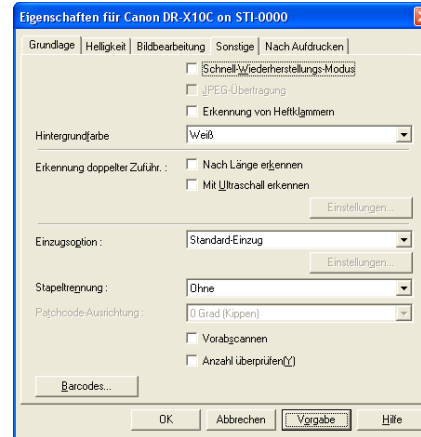 Eigenschaften für Canon DR-X10C on STI-0000
Grundlage Helligkeit Bildbearbeitung Sonstige Nach Aufdrucken
Schnell-Wiederherstellungs-Modus
JPEG-Übertragung
Erkennung von Heftklammern
Hintergrundfarbe Weiß
Erkennung doppelter Zuführ. : Nach Länge erkennen
Mit Ultraschall erkennen
Einstellungen...
Einzugsoption : Standard-Einzug
Einstellungen...
Stapeltrennung : Ohne
Patchcode-Ausrichtung : 0 Grad (Kippen)
Vorabscannen
Anzahl überprüfen(Y)
Barcodes...
OK Abbrechen Vorgabe Hilfe